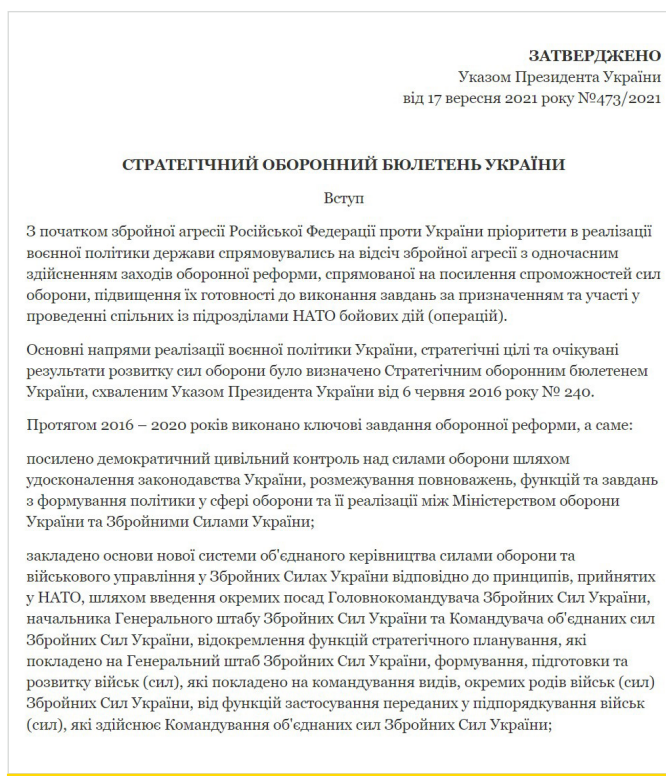 ЗАТВЕРДЖЕНО
Указом Президента України
від 17 вересня 2021 року №473/2021
СТРАТЕГІЧНИЙ ОБОРОННИЙ БЮЛЕТЕНЬ УКРАЇНИ
Вступ
З початком збройної агресії Російської Федерації проти України пріоритети в реалізації
воєнної політики держави спрямовувались на відсіч збройної агресії з одночасним
здійсненням заходів оборонної реформи, спрямованої на посилення спроможностей сил
оборони, підвищення їх готовності до виконання завдань за призначенням та участі у
проведенні спільних із підрозділами НАТО бойових дій (операцій).
Основні напрями реалізації воєнної політики України, стратегічні цілі та очікувані
результати розвитку сил оборони було визначено Стратегічним оборонним бюлетенем
України, схваленим Указом Президента України від 6 червня 2016 року № 240.
Протягом 2016 – 2020 років виконано ключові завдання оборонної реформи, а саме:
посилено демократичний цивільний контроль над силами оборони шляхом
удосконалення законодавства України, розмежування повноважень, функцій та завдань
з формування політики у сфері оборони та її реалізації між Міністерством оборони
України та Збройними Силами України;
закладено основи нової системи об'єднаного керівництва силами оборони та
військового управління у Збройних Силах України відповідно до принципів, прийнятих
у НАТО, шляхом введення окремих посад Головнокомандувача Збройних Сил України,
начальника Генерального штабу Збройних Сил України та Командувача об'єднаних сил
Збройних Сил України, відокремлення функцій стратегічного планування, які
покладено на Генеральний штаб Збройних Сил України, формування, підготовки та
розвитку військ (сил), які покладено на командування видів, окремих родів військ (сил)
Збройних Сил України, від функцій застосування переданих у підпорядкування військ
(сил), які здійснює Командування об'єднаних сил Збройних Сил України;